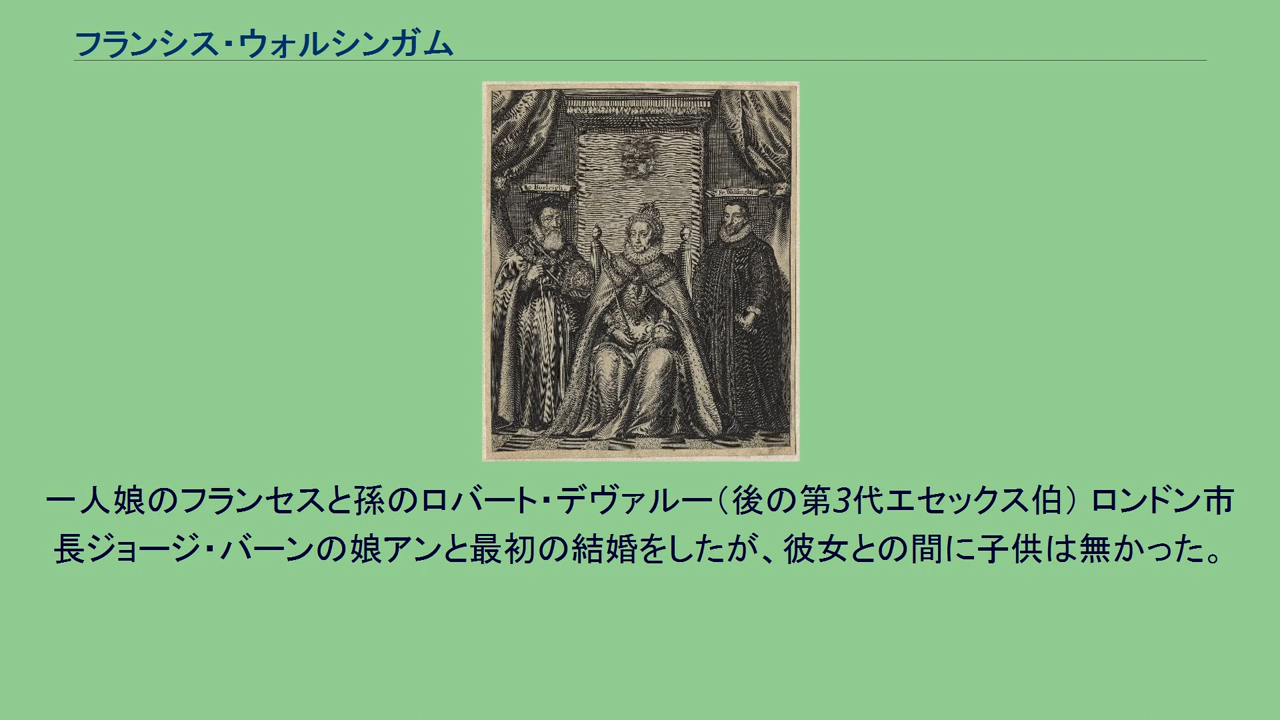 フランシス・ウォルシンガム
一人娘のフランセスと孫のロバート・デヴァルー（後の第3代エセックス伯） ロンドン市
長ジョージ・バーンの娘アンと最初の結婚をしたが、彼女との間に子供は無かった。